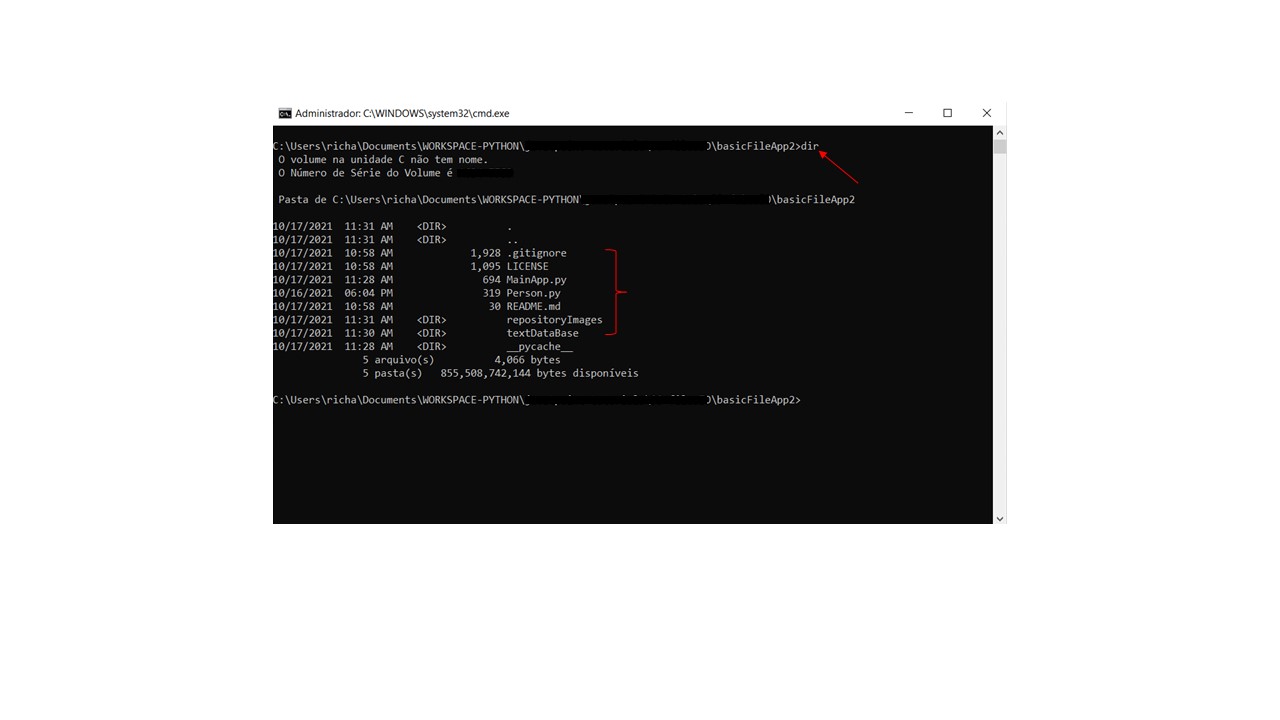 Administrador: C:\WINDOWS\system32\cmd.exe
C:\Users\richa\Documents\WORKSPACE-PYTHON\ 0\basicFileApp2>dir
O volume na unidade C não tem nome.
O Número de Série do Volume é
Pasta de C:\Users\richa\Documents\WORKSPACE-PYTHON\ 0\basicFileApp2
10/17/2021 11:31 AM <DIR> .
10/17/2021 11:31 AM <DIR> ..
10/17/2021 10:58 AM 1,928 .gitignore
10/17/2021 10:58 AM 1,095 LICENSE
10/17/2021 11:28 AM 694 MainApp.py
10/16/2021 06:04 PM 319 Person.py
10/17/2021 10:58 AM 30 README.md
10/17/2021 11:31 AM <DIR> repositoryImages
10/17/2021 11:30 AM <DIR> textDataBase
10/17/2021 11:28 AM <DIR> __pycache__
5 arquivo(s) 4,066 bytes
5 pasta(s) 855,508,742,144 bytes disponíveis
C:\Users\richa\Documents\WORKSPACE-PYTHON\ 0\basicFileApp2>